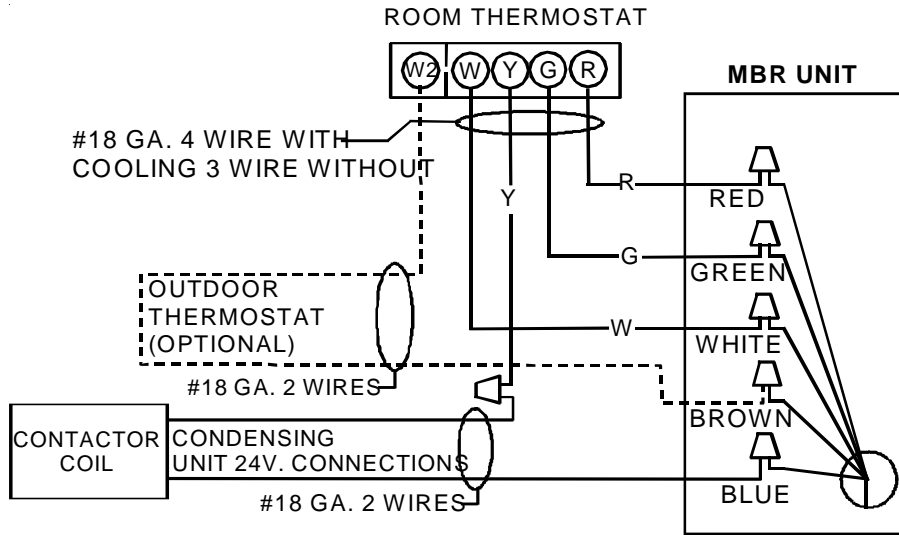 ROOM THERMOSTAT
W2 W Y G R
MBR UNIT
#18 GA. 4 WIRE WITH
COOLING 3 WIRE WITHOUT
R
RED
Y
G
GREEN
OUTDOOR
THERMOSTAT
(OPTIONAL)
W
WHITE
#18 GA. 2 WIRES
BROWN
CONTACTOR
COIL
CONDENSING
UNIT 24V. CONNECTIONS
BLUE
#18 GA. 2 WIRES